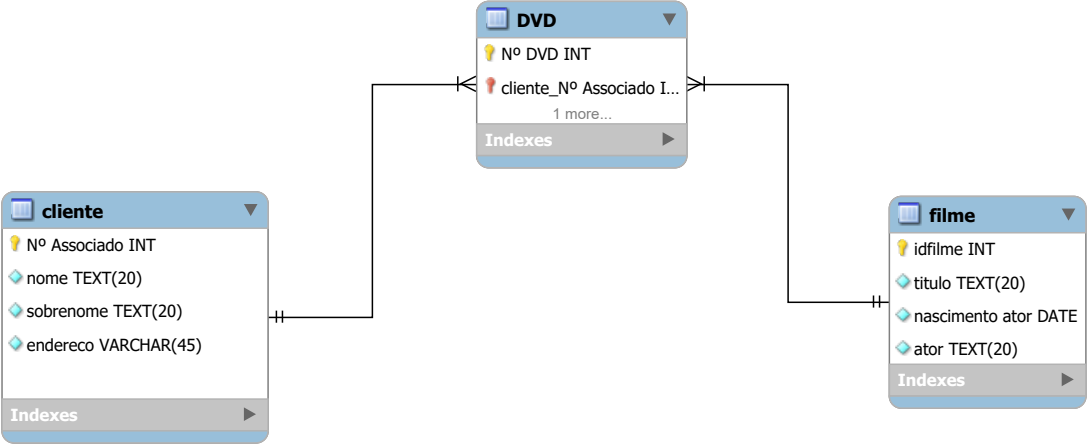 DVD
Nº DVD INT
cliente_Nº Associado I...
1 more...
Indexes
cliente
Nº Associado INT
nome TEXT(20)
sobrenome TEXT(20)
endereco VARCHAR(45)
Indexes
filme
idfilme INT
titulo TEXT(20)
nascimento ator DATE
ator TEXT(20)
Indexes